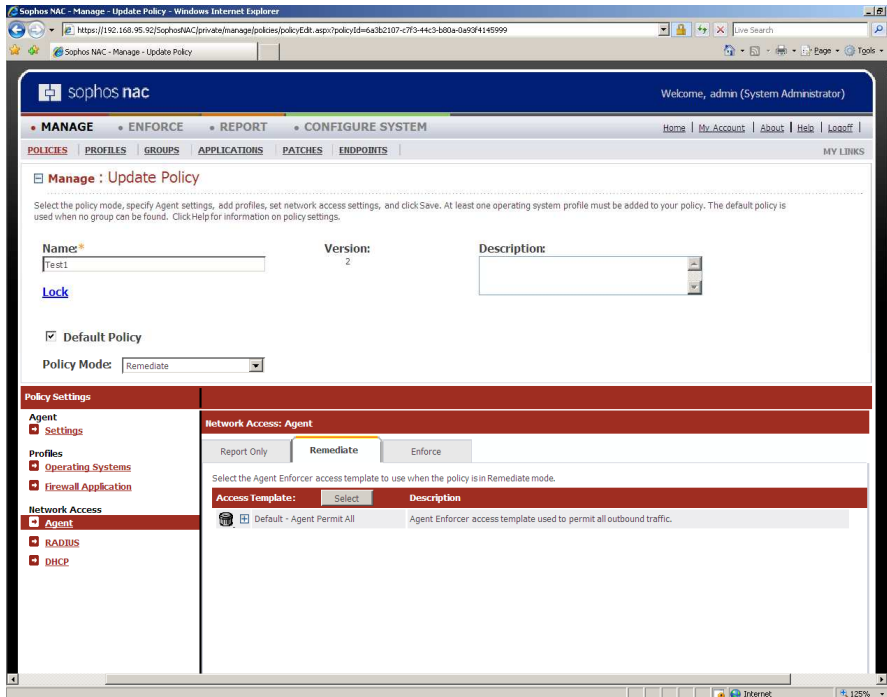 Sophos NAC - Manage - Update Policy - Windows Internet Explorer
https://192.168.95.92/SophosNAC/private/manage/policies/policyEdit.aspx?policyId=6a3b2107-c7f3-44c3-b80a-0a93f4145999
Live Search
Sophos NAC - Manage - Update Policy
Page Tools
sophos nac
Welcome, admin (System Administrator)
• MANAGE • ENFORCE • REPORT • CONFIGURE SYSTEM
Home | My Account | About | Help | Logoff |
POLICIES PROFILES GROUPS APPLICATIONS PATCHES ENDPOINTS MY LINKS
Manage : Update Policy
Select the policy mode, specify Agent settings, add profiles, set network access settings, and click Save. At least one operating system profile must be added to your policy. The default policy is
used when no group can be found. Click Help for information on policy settings.
Name:* Version: Description:
Test1 2
Lock
Default Policy
Policy Mode: Remediate
Policy Settings
Agent
Settings
Profiles
Operating Systems
Firewall Application
Network Access
Agent
RADIUS
DHCP
Network Access: Agent
Report Only Remediate Enforce
Select the Agent Enforcer access template to use when the policy is in Remediate mode.
Access Template: Select Description
Default - Agent Permit All Agent Enforcer access template used to permit all outbound traffic.
Internet 125%